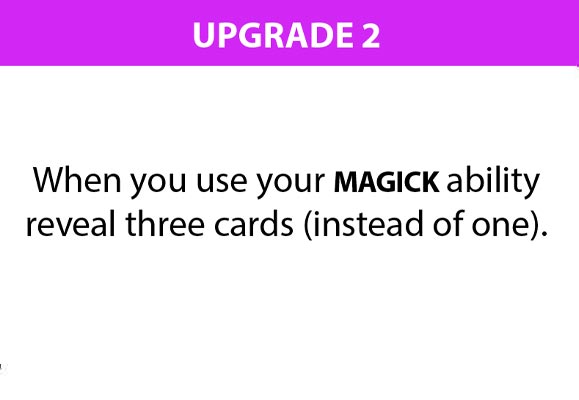 UPGRADE 2
When you use your MAGICK ability
reveal three cards (instead of one).